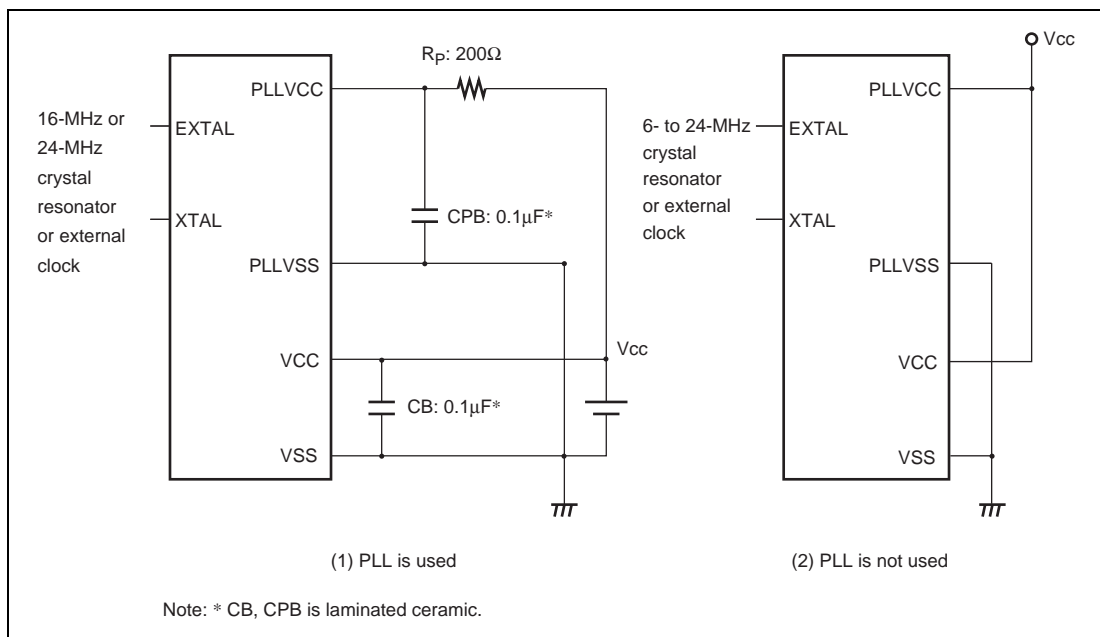 RP: 200Ω
PLLVCC
16-MHz or
24-MHz
crystal
resonator
or external
clock
EXTAL
XTAL
CPB: 0.1μF*
PLLVSS
VCC
Vcc
CB: 0.1μF*
VSS
(1) PLL is used
Vcc
PLLVCC
6- to 24-MHz
crystal
resonator
or external
clock
EXTAL
XTAL
PLLVSS
VCC
VSS
(2) PLL is not used
Note: * CB, CPB is laminated ceramic.